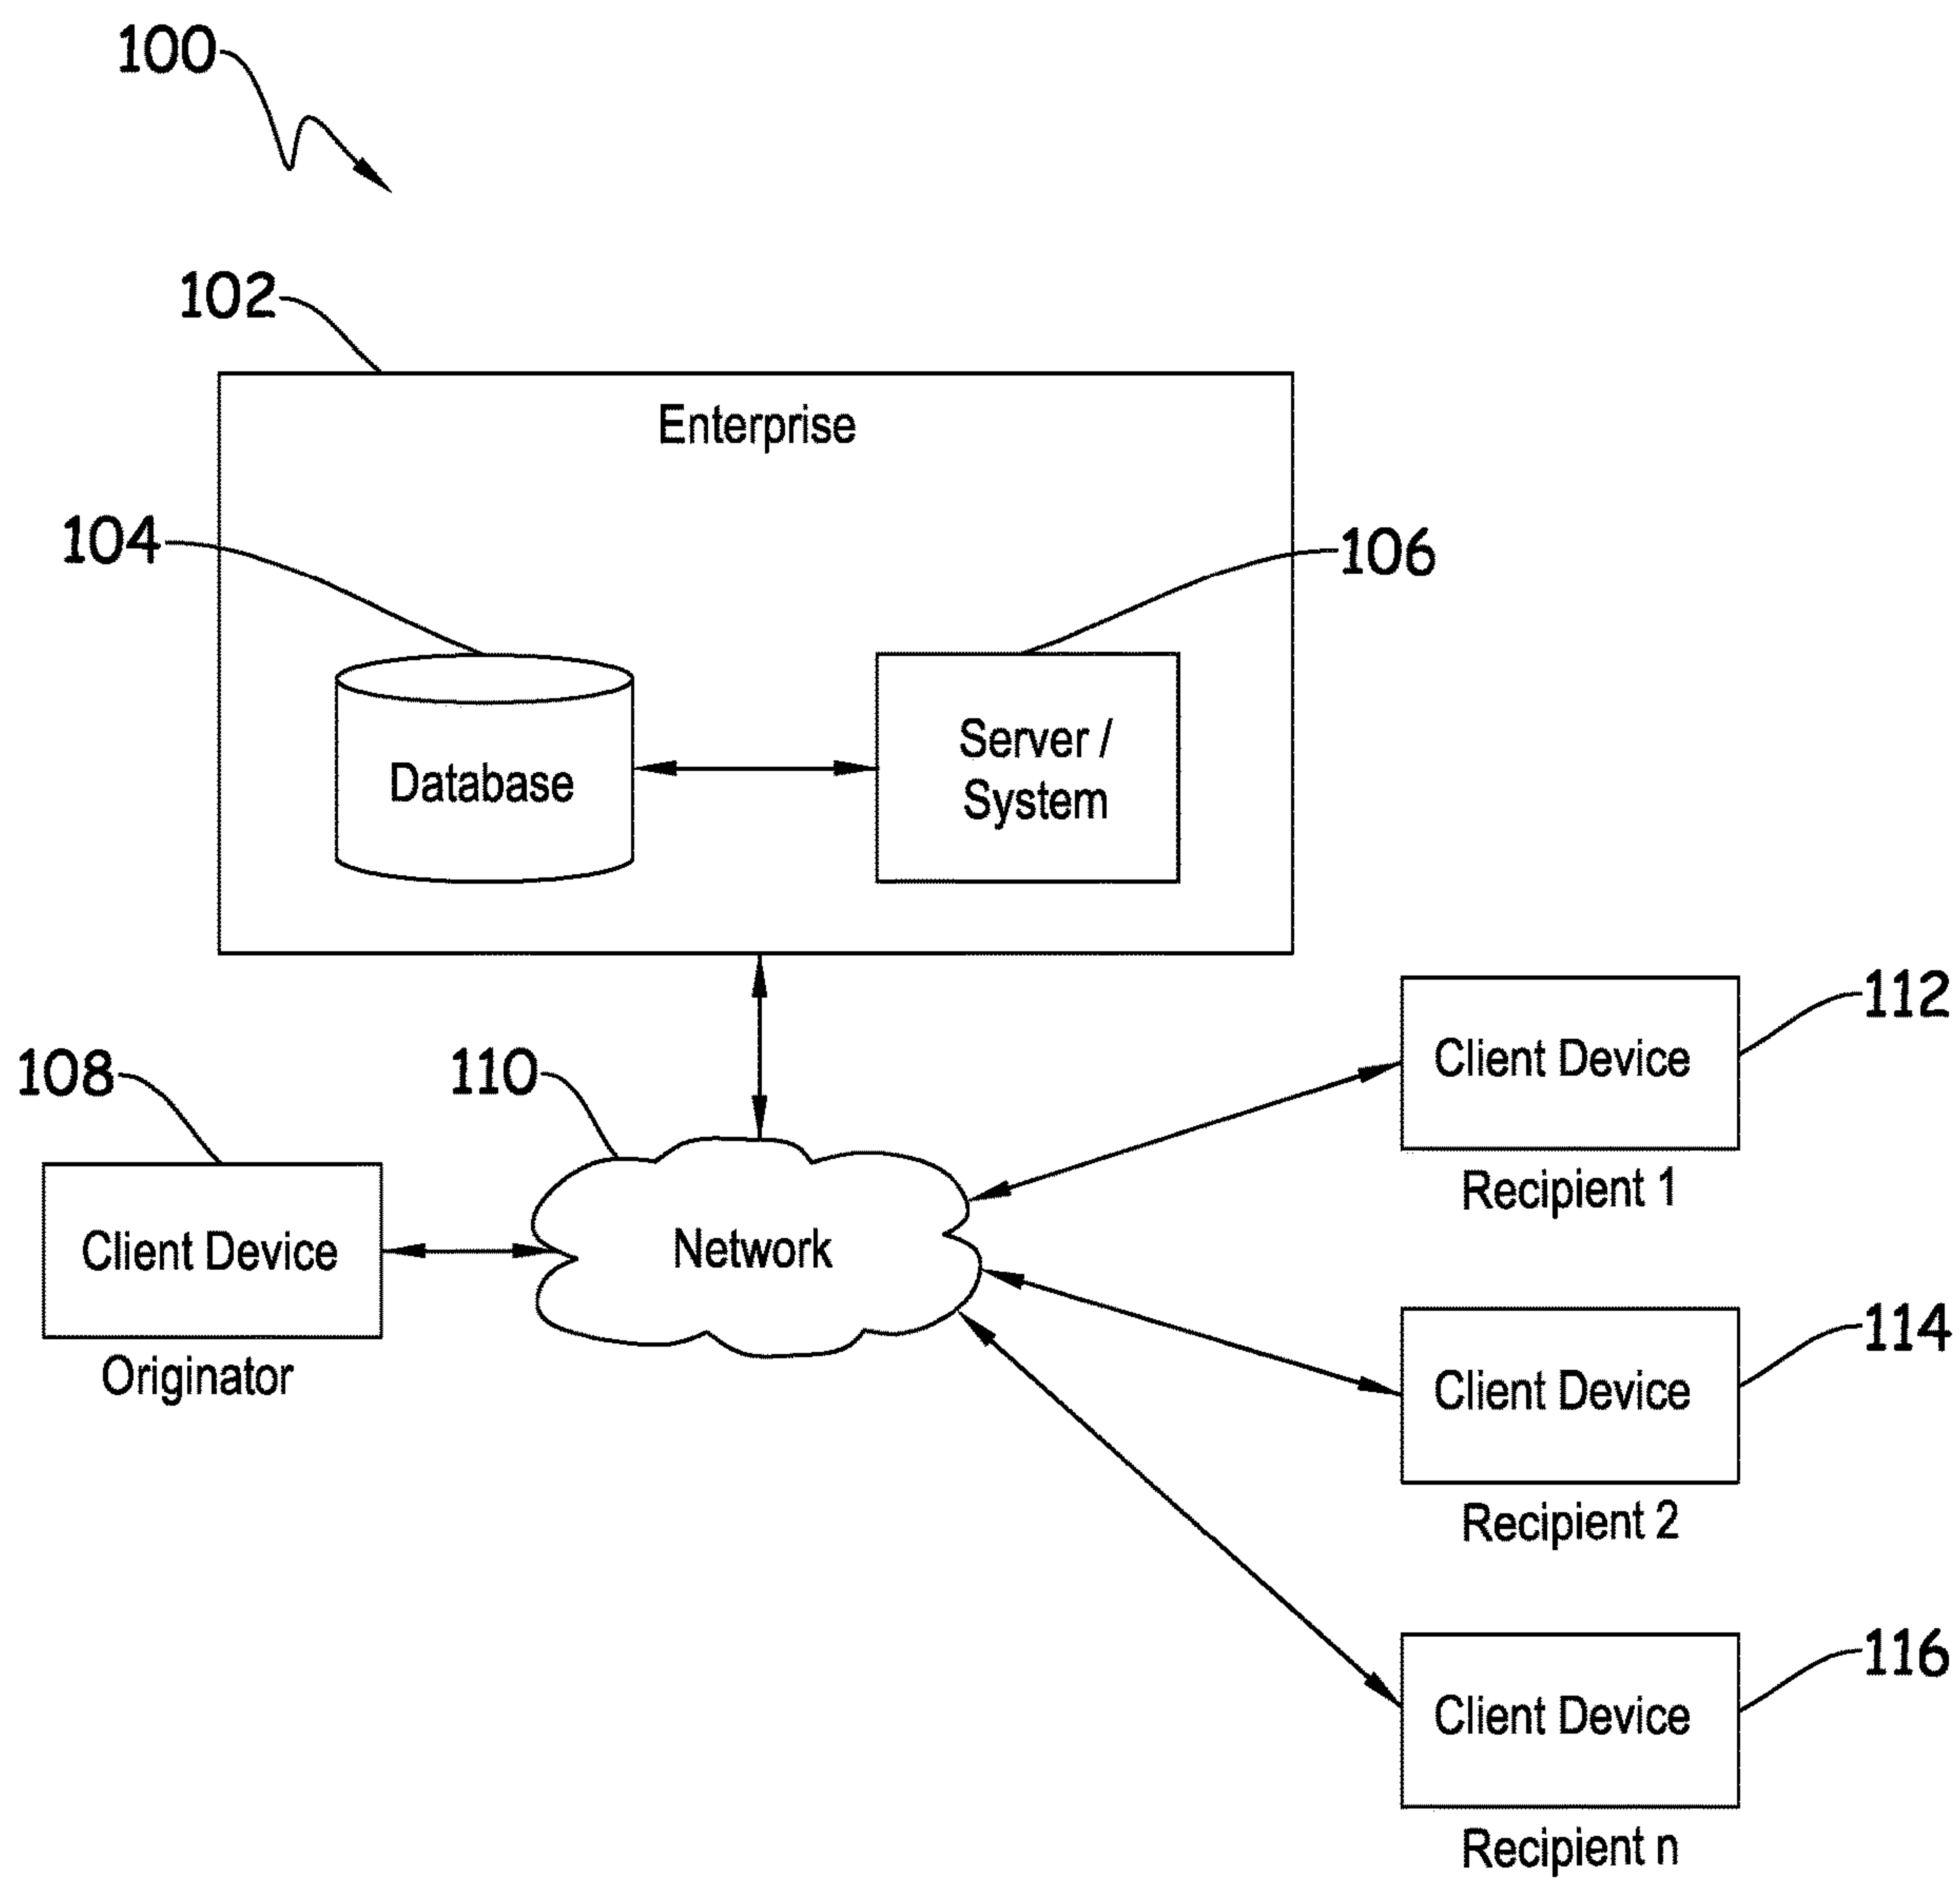 100
102
Enterprise
104
106
Database
Server /
System
112
Client Device
Recipient 1
108
110
Client Device
Network
Originator
114
Client Device
Recipient 2
116
Client Device
Recipient n